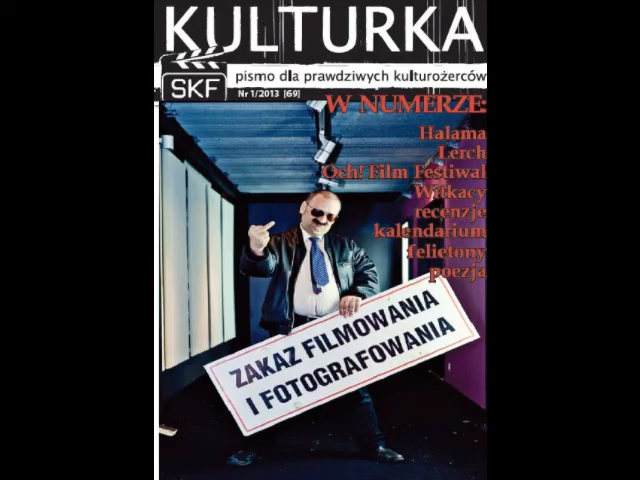 KULTURKA
SKF
pismo dla prawdziwych kulturożerców
Nr 1/2013 [69]
W NUMERZE:
Halama
Lerch
Och! Film Festiwal
Witkacy
recenzje
kalendarium
felietony
poezja
ZAKAZ FILMOWANIA
I FOTOGRAFOWANIA